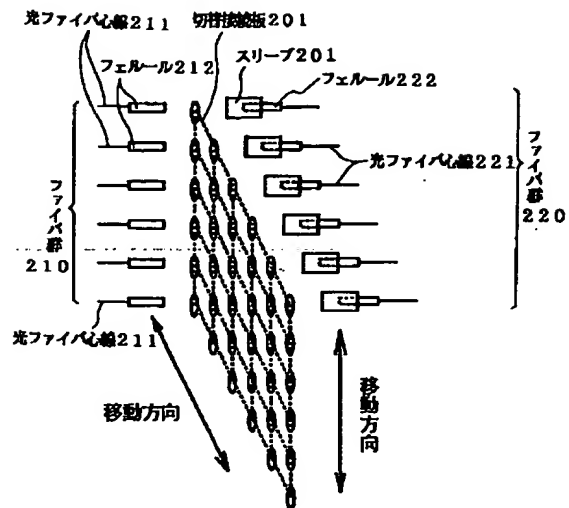 光ファイバ心線211
切替接続板201
スリーブ201
フェルール212
フェルール222
ファイバ群
210
光ファイバ心線221
ファイバ群
220
光ファイバ心線211
移動方向
移動方向